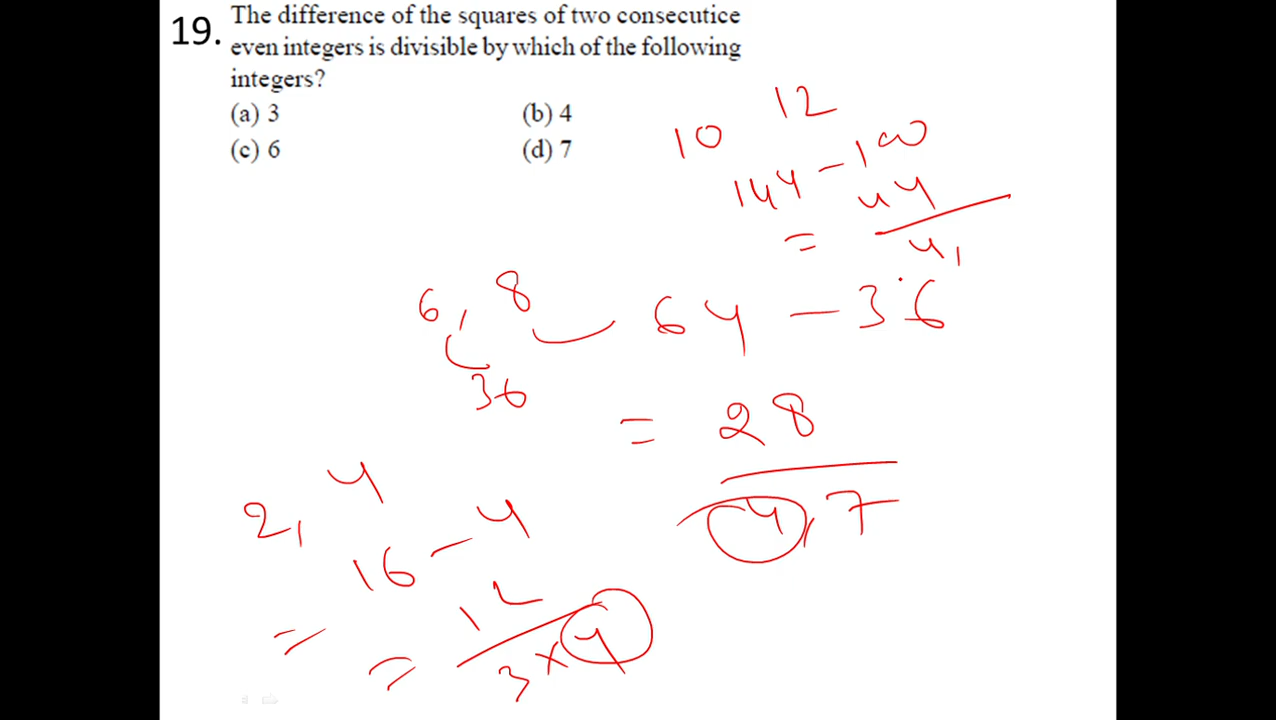 19. The difference of the squares of two consecutice
even integers is divisible by which of the following
integers?
(a) 3 (b) 4
(c) 6 (d) 7
10 12
144 - 100
= 44
4,
6, 8 64 - 36
36
= 28
4, 7
2, 4
16 - 4
=
= 12
3 x 4